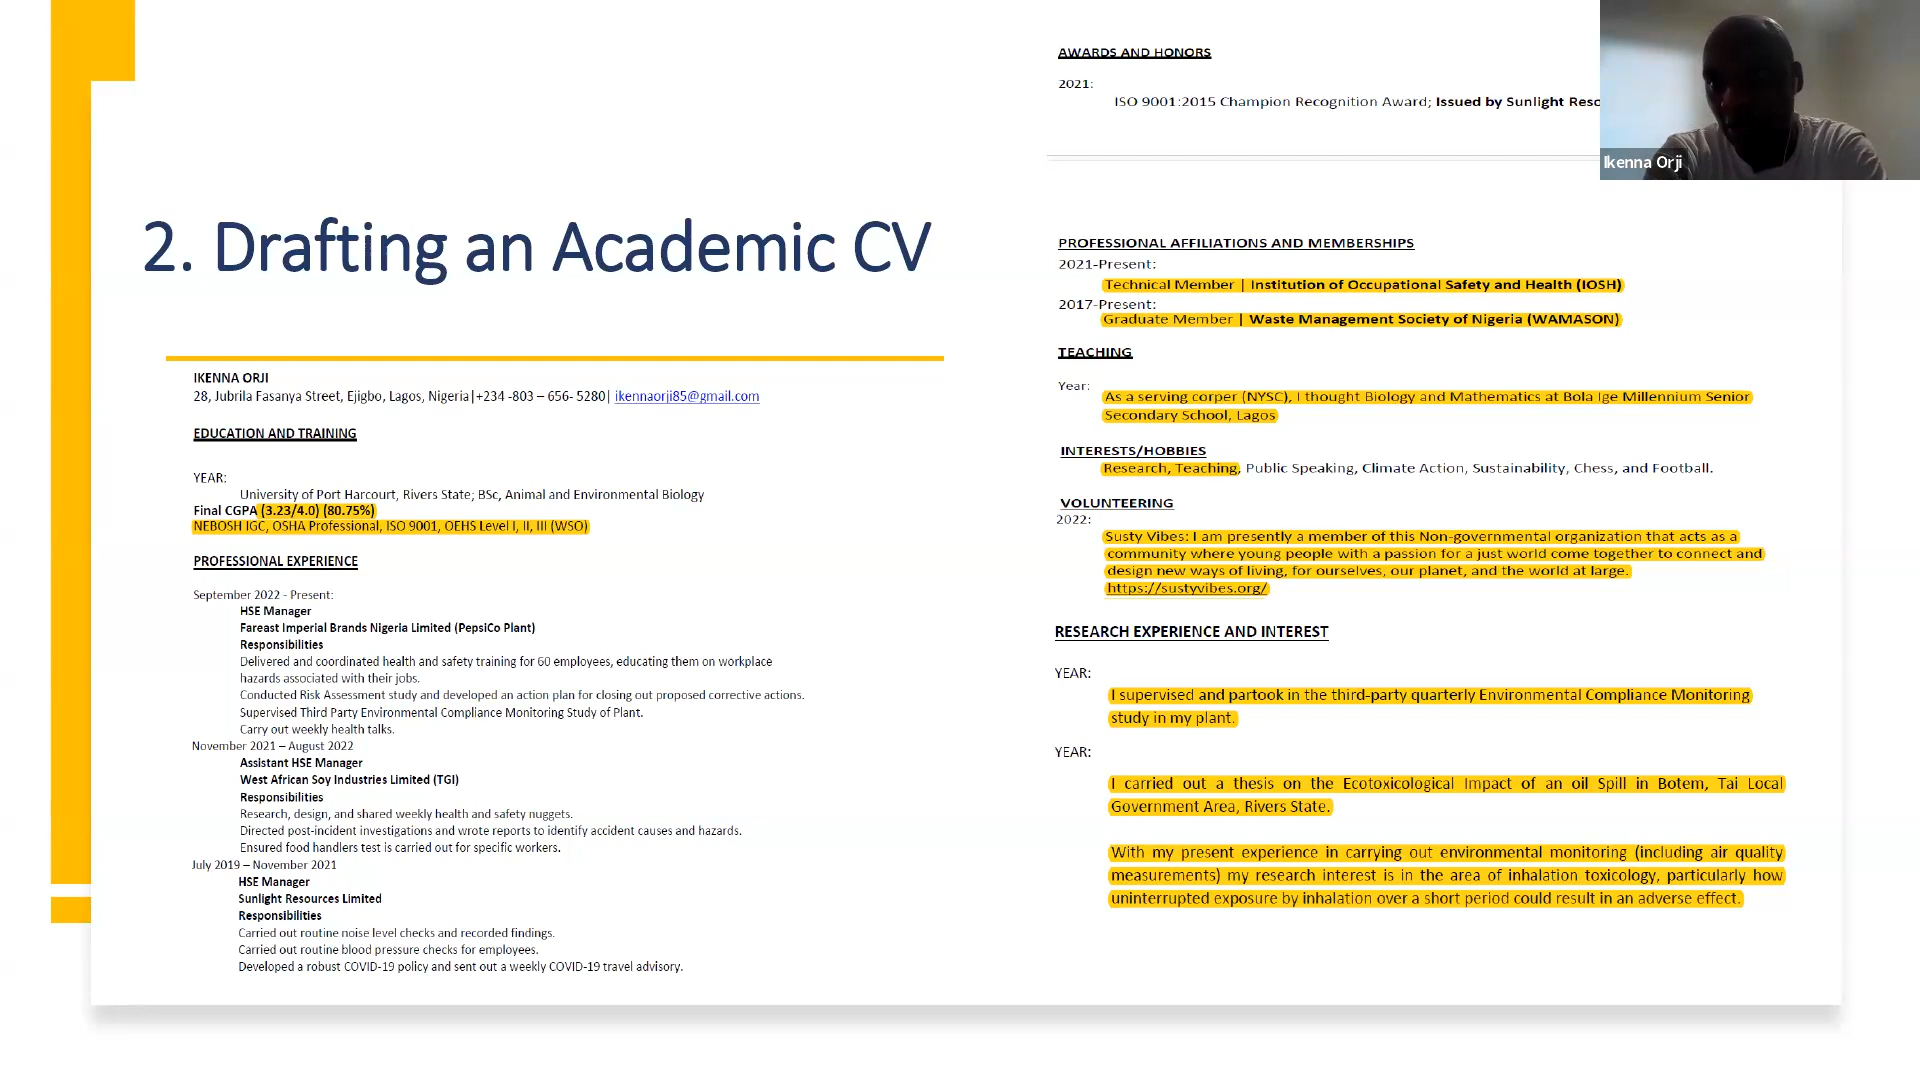 2. Drafting an Academic CV
IKENNA ORJI
28, Jubrila Fasanya Street, Ejigbo, Lagos, Nigeria|+234 -803 – 656- 5280| ikennaorji85@gmail.com
EDUCATION AND TRAINING
YEAR:
University of Port Harcourt, Rivers State; BSc, Animal and Environmental Biology
Final CGPA (3.23/4.0) (80.75%)
NEBOSH IGC, OSHA Professional, ISO 9001, OEHS Level I, II, III (WSO)
PROFESSIONAL EXPERIENCE
September 2022 - Present:
HSE Manager
Fareast Imperial Brands Nigeria Limited (PepsiCo Plant)
Responsibilities
Delivered and coordinated health and safety training for 60 employees, educating them on workplace
hazards associated with their jobs.
Conducted Risk Assessment study and developed an action plan for closing out proposed corrective actions.
Supervised Third Party Environmental Compliance Monitoring Study of Plant.
Carry out weekly health talks.
November 2021 – August 2022
Assistant HSE Manager
West African Soy Industries Limited (TGI)
Responsibilities
Research, design, and shared weekly health and safety nuggets.
Directed post-incident investigations and wrote reports to identify accident causes and hazards.
Ensured food handlers test is carried out for specific workers.
July 2019 – November 2021
HSE Manager
Sunlight Resources Limited
Responsibilities
Carried out routine noise level checks and recorded findings.
Carried out routine blood pressure checks for employees.
Developed a robust COVID-19 policy and sent out a weekly COVID-19 travel advisory.
AWARDS AND HONORS
2021:
ISO 9001:2015 Champion Recognition Award; Issued by Sunlight Reso
Ikenna Orji
PROFESSIONAL AFFILIATIONS AND MEMBERSHIPS
2021-Present:
Technical Member | Institution of Occupational Safety and Health (IOSH)
2017-Present:
Graduate Member | Waste Management Society of Nigeria (WAMASON)
TEACHING
Year:
As a serving corper (NYSC), I thought Biology and Mathematics at Bola Ige Millennium Senior
Secondary School, Lagos
INTERESTS/HOBBIES
Research, Teaching, Public Speaking, Climate Action, Sustainability, Chess, and Football.
VOLUNTEERING
2022:
Susty Vibes: I am presently a member of this Non-governmental organization that acts as a
community where young people with a passion for a just world come together to connect and
design new ways of living, for ourselves, our planet, and the world at large.
https://sustyvibes.org/
RESEARCH EXPERIENCE AND INTEREST
YEAR:
I supervised and partook in the third-party quarterly Environmental Compliance Monitoring
study in my plant.
YEAR:
I carried out a thesis on the Ecotoxicological Impact of an oil Spill in Botem, Tai Local
Government Area, Rivers State.
With my present experience in carrying out environmental monitoring (including air quality
measurements) my research interest is in the area of inhalation toxicology, particularly how
uninterrupted exposure by inhalation over a short period could result in an adverse effect.